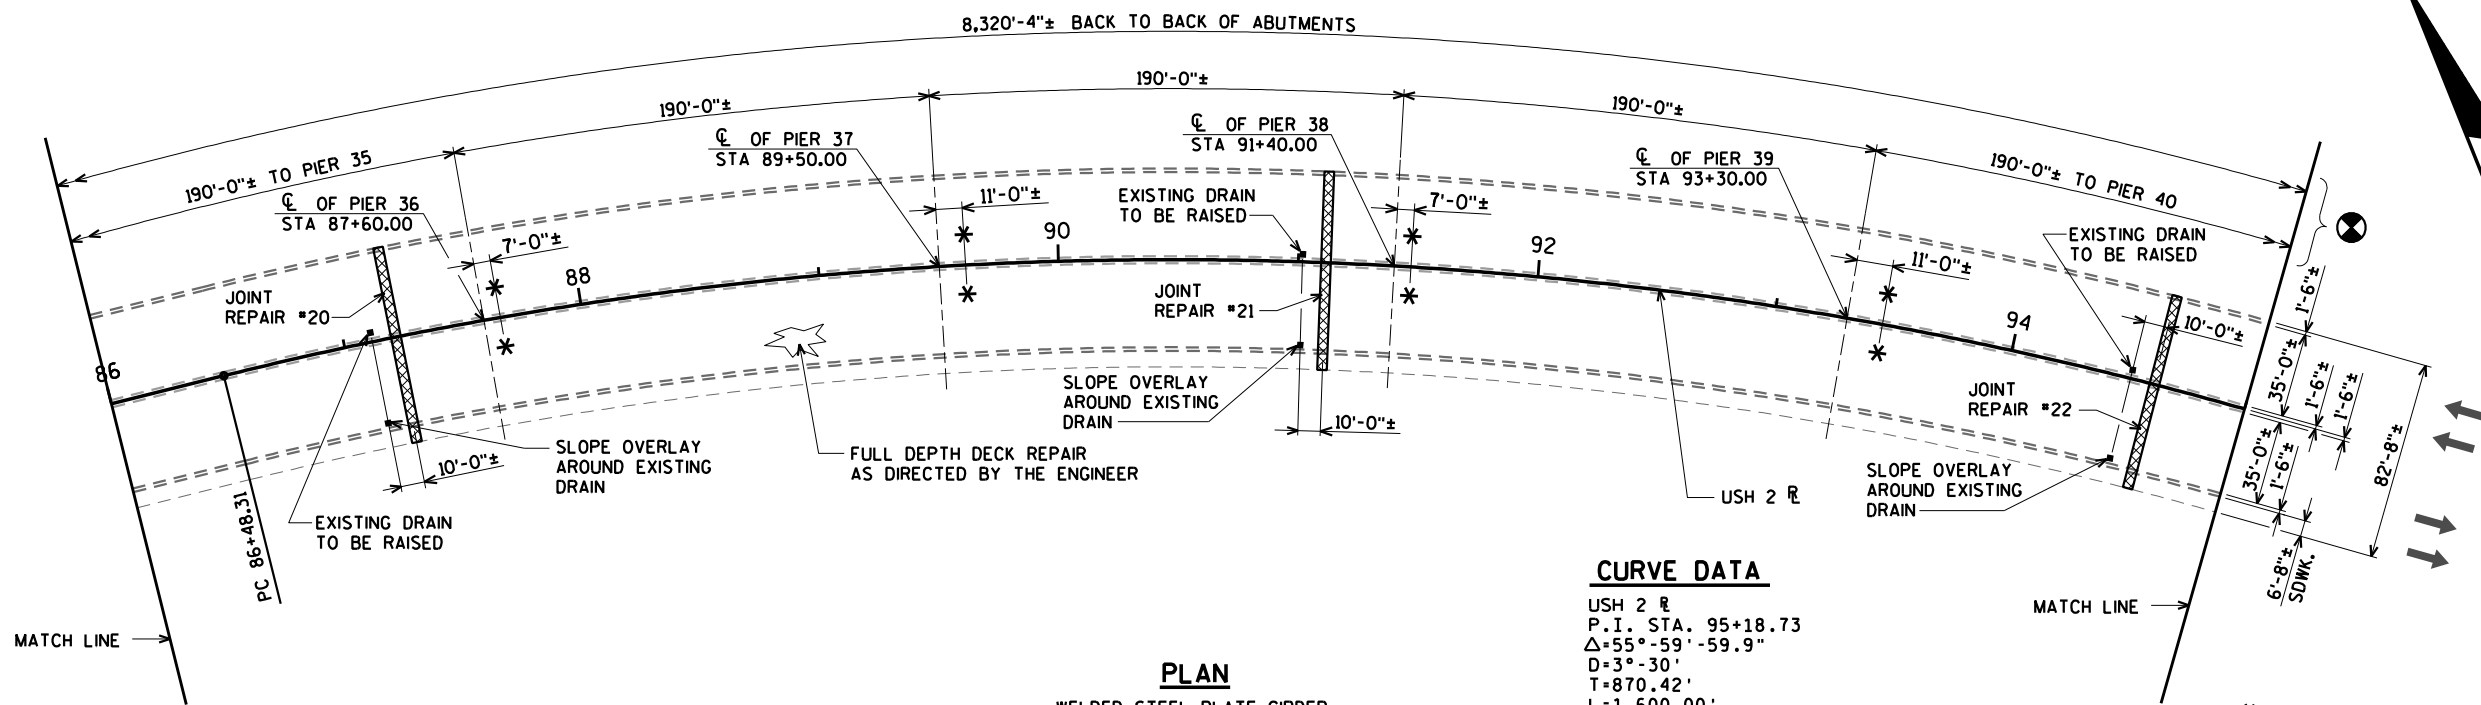 8,320'-4"± BACK TO BACK OF ABUTMENTS
190'-0"± TO PIER 35
190'-0"±
190'-0"±
190'-0"±
190'-0"± TO PIER 40
℄ OF PIER 36
STA 87+60.00
℄ OF PIER 37
STA 89+50.00
℄ OF PIER 38
STA 91+40.00
℄ OF PIER 39
STA 93+30.00
7'-0"±
11'-0"±
7'-0"±
11'-0"±
EXISTING DRAIN
TO BE RAISED
EXISTING DRAIN
TO BE RAISED
86
88
90
92
94
JOINT
REPAIR #20
JOINT
REPAIR #21
JOINT
REPAIR #22
10'-0"±
10'-0"±
10'-0"±
SLOPE OVERLAY
AROUND EXISTING
DRAIN
SLOPE OVERLAY
AROUND EXISTING
DRAIN
SLOPE OVERLAY
AROUND EXISTING
DRAIN
FULL DEPTH DECK REPAIR
AS DIRECTED BY THE ENGINEER
EXISTING DRAIN
TO BE RAISED
PC 86+48.31
USH 2 R
1'-6"±
35'-0"±
1'-6"±
1'-6"±
35'-0"±
1'-6"±
82'-8"±
6'-8"±
SDWK.
MATCH LINE
MATCH LINE
CURVE DATA
USH 2 R
P.I. STA. 95+18.73
Δ=55°-59'-59.9"
D=3°-30'
T=870.42'
L=1,600.00'
PLAN
WELDED STEEL PLATE GIRDER